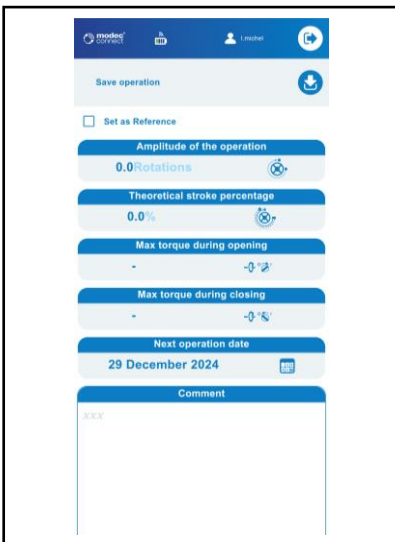 modec
connect
l.michel
Save operation
Set as Reference
Amplitude of the operation
0.0Rotations
Theoretical stroke percentage
0.0%
Max torque during opening
-
Max torque during closing
-
Next operation date
29 December 2024
Comment
xxx